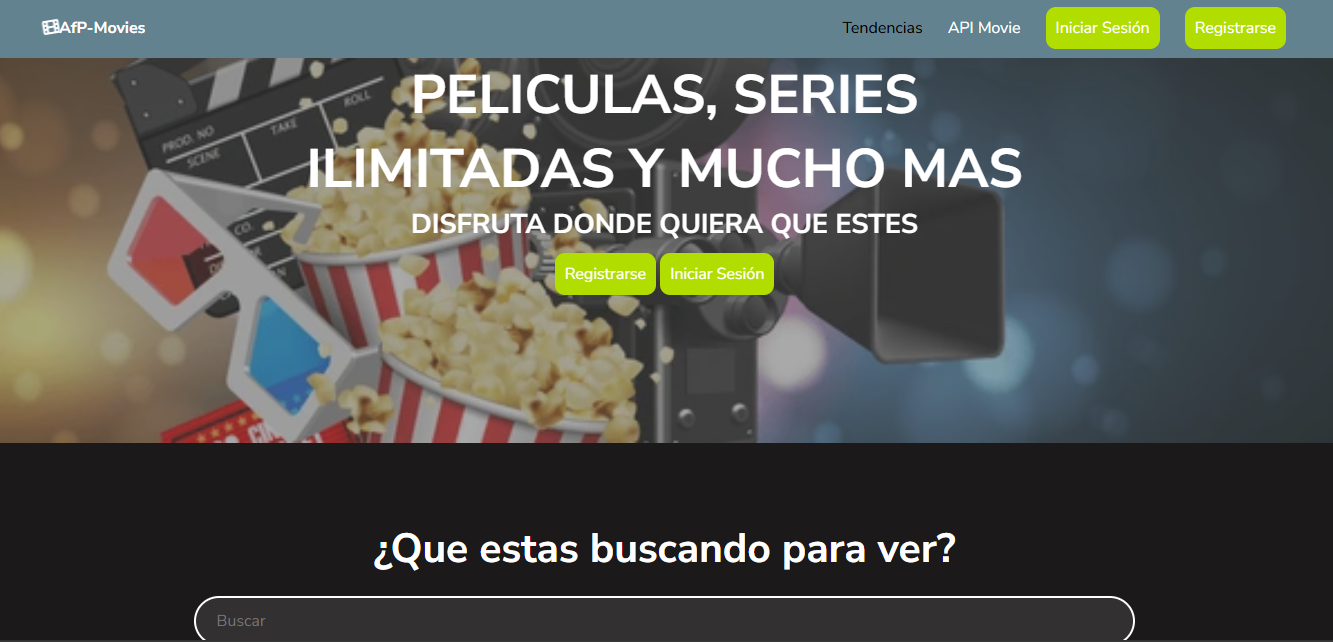 AfP-Movies
Tendencias
API Movie
Iniciar Sesión
Registrarse
PELICULAS, SERIES
ILIMITADAS Y MUCHO MAS
DISFRUTA DONDE QUIERA QUE ESTES
Registrarse
Iniciar Sesión
PROD. NO
SCENE
TAKE
ROLL
CO.
¿Que estas buscando para ver?
Buscar